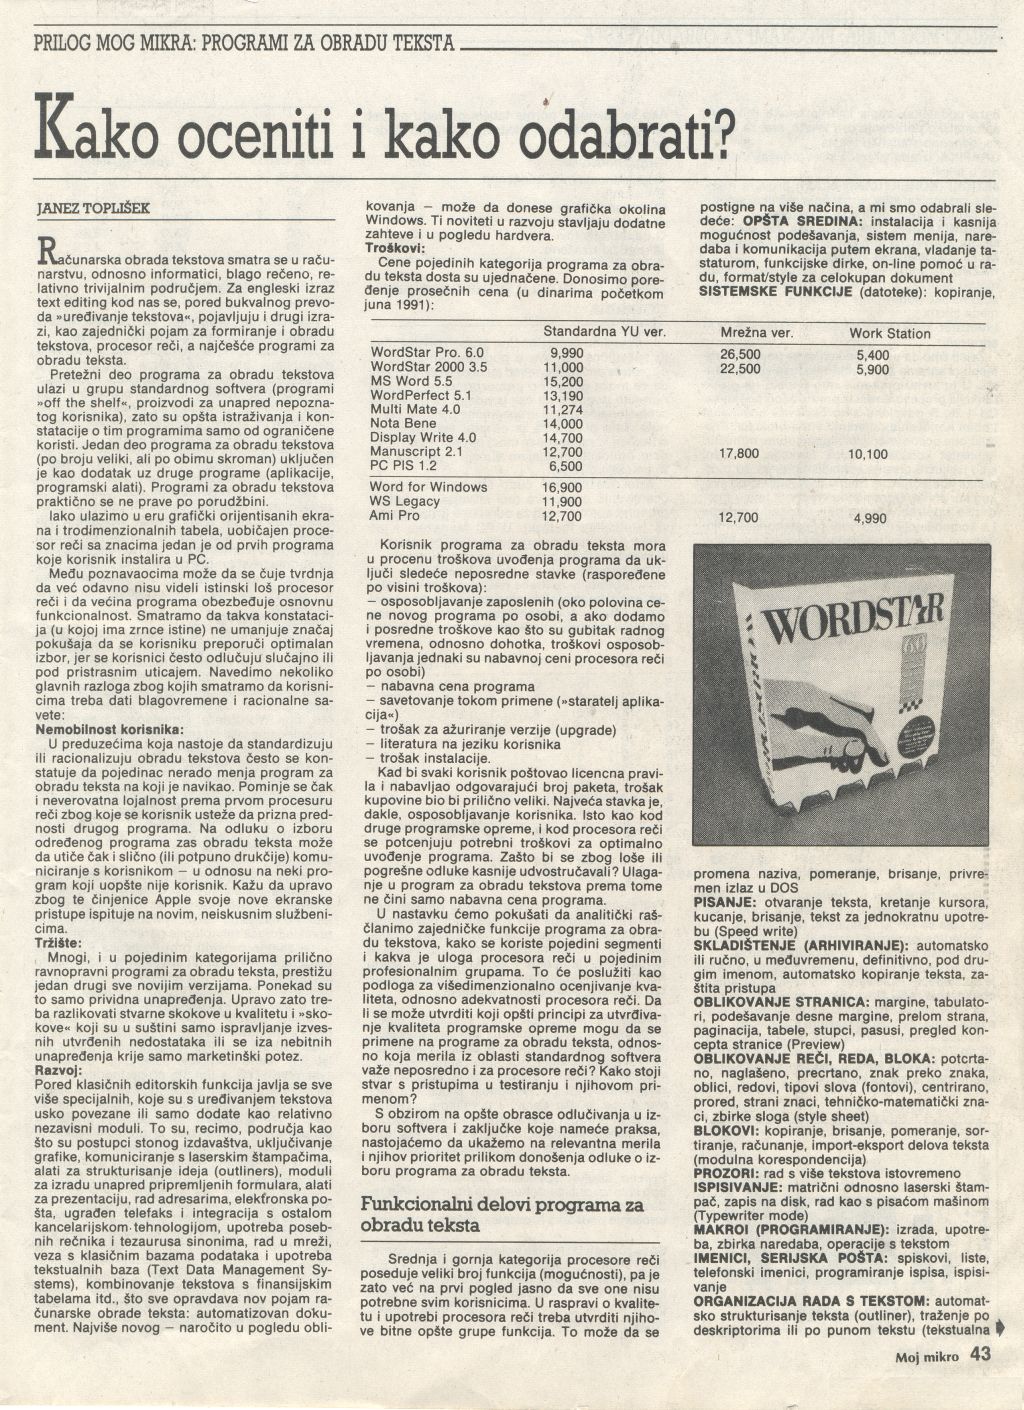 PRILOG MOG MIKRA: PROGRAMI ZA OBRADU TEKSTA
Kako oceniti i kako odabrati?
JANEZ TOPLIŠEK
Računarska obrada tekstova smatra se u raču-
narstvu, odnosno informatici, blago rečeno, re-
lativno trivijalnim područjem. Za engleski izraz
text editing kod nas se, pored bukvalnog prevo-
da »uređivanje tekstova«, pojavljuju i drugi izra-
zi, kao zajednički pojam za formiranje i obradu
tekstova, procesor reči, a najčešće programi za
obradu teksta.
Pretežni deo programa za obradu tekstova
ulazi u grupu standardnog softvera (programi
»off the shelf«, proizvodi za unapred nepozna-
tog korisnika), zato su opšta istraživanja i kon-
statacije o tim programima samo od ograničene
koristi. Jedan deo programa za obradu tekstova
(po broju veliki, ali po obimu skroman) uključen
je kao dodatak uz druge programe (aplikacije,
programski alati). Programi za obradu tekstova
praktično se ne prave po porudžbini.
Iako ulazimo u eru grafički orijentisanih ekra-
na i trodimenzionalnih tabela, uobičajen proce-
sor reči sa znacima jedan je od prvih programa
koje korisnik instalira u PC.
Među poznavaocima može da se čuje tvrdnja
da već odavno nisu videli istinski loš procesor
reči i da većina programa obezbeđuje osnovnu
funkcionalnost. Smatramo da takva konstataci-
ja (u kojoj ima zrnce istine) ne umanjuje značaj
pokušaja da se korisniku preporuči optimalan
izbor, jer se korisnici često odlučuju slučajno ili
pod pristrasnim uticajem. Navedimo nekoliko
glavnih razloga zbog kojih smatramo da korisni-
cima treba dati blagovremene i racionalne sa-
vete:
Nemobilnost korisnika:
U preduzećima koja nastoje da standardizuju
ili racionalizuju obradu tekstova često se kon-
statuje da pojedinac nerado menja program za
obradu teksta na koji je navikao. Pominje se čak
i neverovatna lojalnost prema prvom procesuru
reči zbog koje se korisnik usteže da prizna pred-
nosti drugog programa. Na odluku o izboru
određenog programa zas obradu teksta može
da utiče čak i slično (ili potpuno drukčije) komu-
niciranje s korisnikom — u odnosu na neki pro-
gram koji uopšte nije korisnik. Kažu da upravo
zbog te činjenice Apple svoje nove ekranske
pristupe ispituje na novim, neiskusnim službeni-
cima.
Tržište:
Mnogi, i u pojedinim kategorijama prilično
ravnopravni programi za obradu teksta, prestižu
jedan drugi sve novijim verzijama. Ponekad su
to samo prividna unapređenja. Upravo zato tre-
ba razlikovati stvarne skokove u kvalitetu i »sko-
kove« koji su u suštini samo ispravljanje izves-
nih utvrđenih nedostataka ili se iza nebitnih
unapređenja krije samo marketinški potez.
Razvoj:
Pored klasičnih editorskih funkcija javlja se sve
više specijalnih, koje su s uređivanjem tekstova
usko povezane ili samo dodate kao relativno
nezavisni moduli. To su, recimo, područja kao
što su postupci stonog izdavaštva, uključivanje
grafike, komuniciranje s laserskim štampačima,
alati za strukturisanje ideja (outliners), moduli
za izradu unapred pripremljenih formulara, alati
za prezentaciju, rad adresarima, elektronska po-
šta, ugrađen telefaks i integracija s ostalom
kancelarijskom tehnologijom, upotreba poseb-
nih rečnika i tezaurusa sinonima, rad u mreži,
veza s klasičnim bazama podataka i upotreba
tekstualnih baza (Text Data Management Sy-
stems), kombinovanje tekstova s finansijskim
tabelama itd., što sve opravdava nov pojam ra-
čunarske obrade teksta: automatizovan doku-
ment. Najviše novog — naročito u pogledu obli-
kovanja — može da donese grafička okolina
Windows. Ti noviteti u razvoju stavljaju dodatne
zahteve i u pogledu hardvera.
Troškovi:
Cene pojedinih kategorija programa za obra-
du teksta dosta su ujednačene. Donosimo pore-
đenje prosečnih cena (u dinarima početkom
juna 1991):
Standardna YU ver. Mrežna ver. Work Station
WordStar Pro. 6.0 9,990 26,500 5,400
WordStar 2000 3.5 11,000 22,500 5,900
MS Word 5.5 15,200
WordPerfect 5.1 13,190
Multi Mate 4.0 11,274
Nota Bene 14,000
Display Write 4.0 14,700
Manuscript 2.1 12,700 17,800 10,100
PC PIS 1.2 6,500
Word for Windows 16,900
WS Legacy 11,900
Ami Pro 12,700 12,700 4,990
Korisnik programa za obradu teksta mora
u procenu troškova uvođenja programa da uk-
ljuči sledeće neposredne stavke (raspoređene
po visini troškova):
— osposobljavanje zaposlenih (oko polovina ce-
ne novog programa po osobi, a ako dodamo
i posredne troškove kao što su gubitak radnog
vremena, odnosno dohotka, troškovi osposob-
ljavanja jednaki su nabavnoj ceni procesora reči
po osobi)
— nabavna cena programa
— savetovanje tokom primene (»staratelj aplika-
cija«)
— trošak za ažuriranje verzije (upgrade)
— literatura na jeziku korisnika
— trošak instalacije.
Kad bi svaki korisnik poštovao licencna pravi-
la i nabavljao odgovarajući broj paketa, trošak
kupovine bio bi prilično veliki. Najveća stavka je,
dakle, osposobljavanje korisnika. Isto kao kod
druge programske opreme, i kod procesora reči
se potcenjuju potrebni troškovi za optimalno
uvođenje programa. Zašto bi se zbog loše ili
pogrešne odluke kasnije udvostručavali? Ulaga-
nje u program za obradu tekstova prema tome
ne čini samo nabavna cena programa.
U nastavku ćemo pokušati da analitički raš-
članimo zajedničke funkcije programa za obra-
du tekstova, kako se koriste pojedini segmenti
i kakva je uloga procesora reči u pojedinim
profesionalnim grupama. To će poslužiti kao
podloga za višedimenzionalno ocenjivanje kva-
liteta, odnosno adekvatnosti procesora reči. Da
li se može utvrditi koji opšti principi za utvrđiva-
nje kvaliteta programske opreme mogu da se
primene na programe za obradu teksta, odnos-
no koja merila iz oblasti standardnog softvera
važe neposredno i za procesore reči? Kako stoji
stvar s pristupima u testiranju i njihovom pri-
menom?
S obzirom na opšte obrasce odlučivanja u iz-
boru softvera i zaključke koje nameće praksa,
nastojaćemo da ukažemo na relevantna merila
i njihov prioritet prilikom donošenja odluke o iz-
boru programa za obradu teksta.
Funkcionalni delovi programa za
obradu teksta
Srednja i gornja kategorija procesore reči
poseduje veliki broj funkcija (mogućnosti), pa je
zato već na prvi pogled jasno da sve one nisu
potrebne svim korisnicima. U raspravi o kvalite-
tu i upotrebi procesora reči treba utvrditi njiho-
ve bitne opšte grupe funkcija. To može da se
postigne na više načina, a mi smo odabrali sle-
deće: OPŠTA SREDINA: instalacija i kasnija
mogućnost podešavanja, sistem menija, nare-
daba i komunikacija putem ekrana, vladanje ta-
staturom, funkcijske dirke, on-line pomoć u ra-
du, format/style za celokupan dokument
SISTEMSKE FUNKCIJE (datoteke): kopiranje,
WORDSTAR
6.0
promena naziva, pomeranje, brisanje, privre-
men izlaz u DOS
PISANJE: otvaranje teksta, kretanje kursora,
kucanje, brisanje, tekst za jednokratnu upotre-
bu (Speed write)
SKLADIŠTENJE (ARHIVIRANJE): automatsko
ili ručno, u međuvremenu, definitivno, pod dru-
gim imenom, automatsko kopiranje teksta, za-
štita pristupa
OBLIKOVANJE STRANICA: margine, tabulato-
ri, podešavanje desne margine, prelom strana,
paginacija, tabele, stupci, pasusi, pregled kon-
cepta stranice (Preview)
OBLIKOVANJE REČI, REDA, BLOKA: potcrta-
no, naglašeno, precrtano, znak preko znaka,
oblici, redovi, tipovi slova (fontovi), centrirano,
prored, strani znaci, tehničko-matematički zna-
ci, zbirke sloga (style sheet)
BLOKOVI: kopiranje, brisanje, pomeranje, sor-
tiranje, računanje, import-eksport delova teksta
(modulna korespondencija)
PROZORI: rad s više tekstova istovremeno
ISPISIVANJE: matrični odnosno laserski štam-
pač, zapis na disk, rad kao s pisaćom mašinom
(Typewriter mode)
MAKROI (PROGRAMIRANJE): izrada, upotre-
ba, zbirka naredaba, operacije s tekstom
IMENICI, SERIJSKA POŠTA: spiskovi, liste,
telefonski imenici, programiranje ispisa, ispisi-
vanje
ORGANIZACIJA RADA S TEKSTOM: automat-
sko strukturisanje teksta (outliner), traženje po
deskriptorima ili po punom tekstu (tekstualna
Moj mikro 43